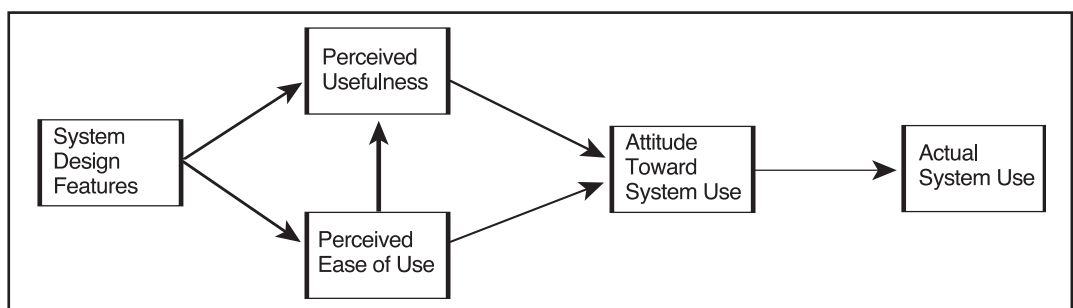 System
Design
Features
Perceived
Usefulness
Perceived
Ease of Use
Attitude
Toward
System Use
Actual
System Use